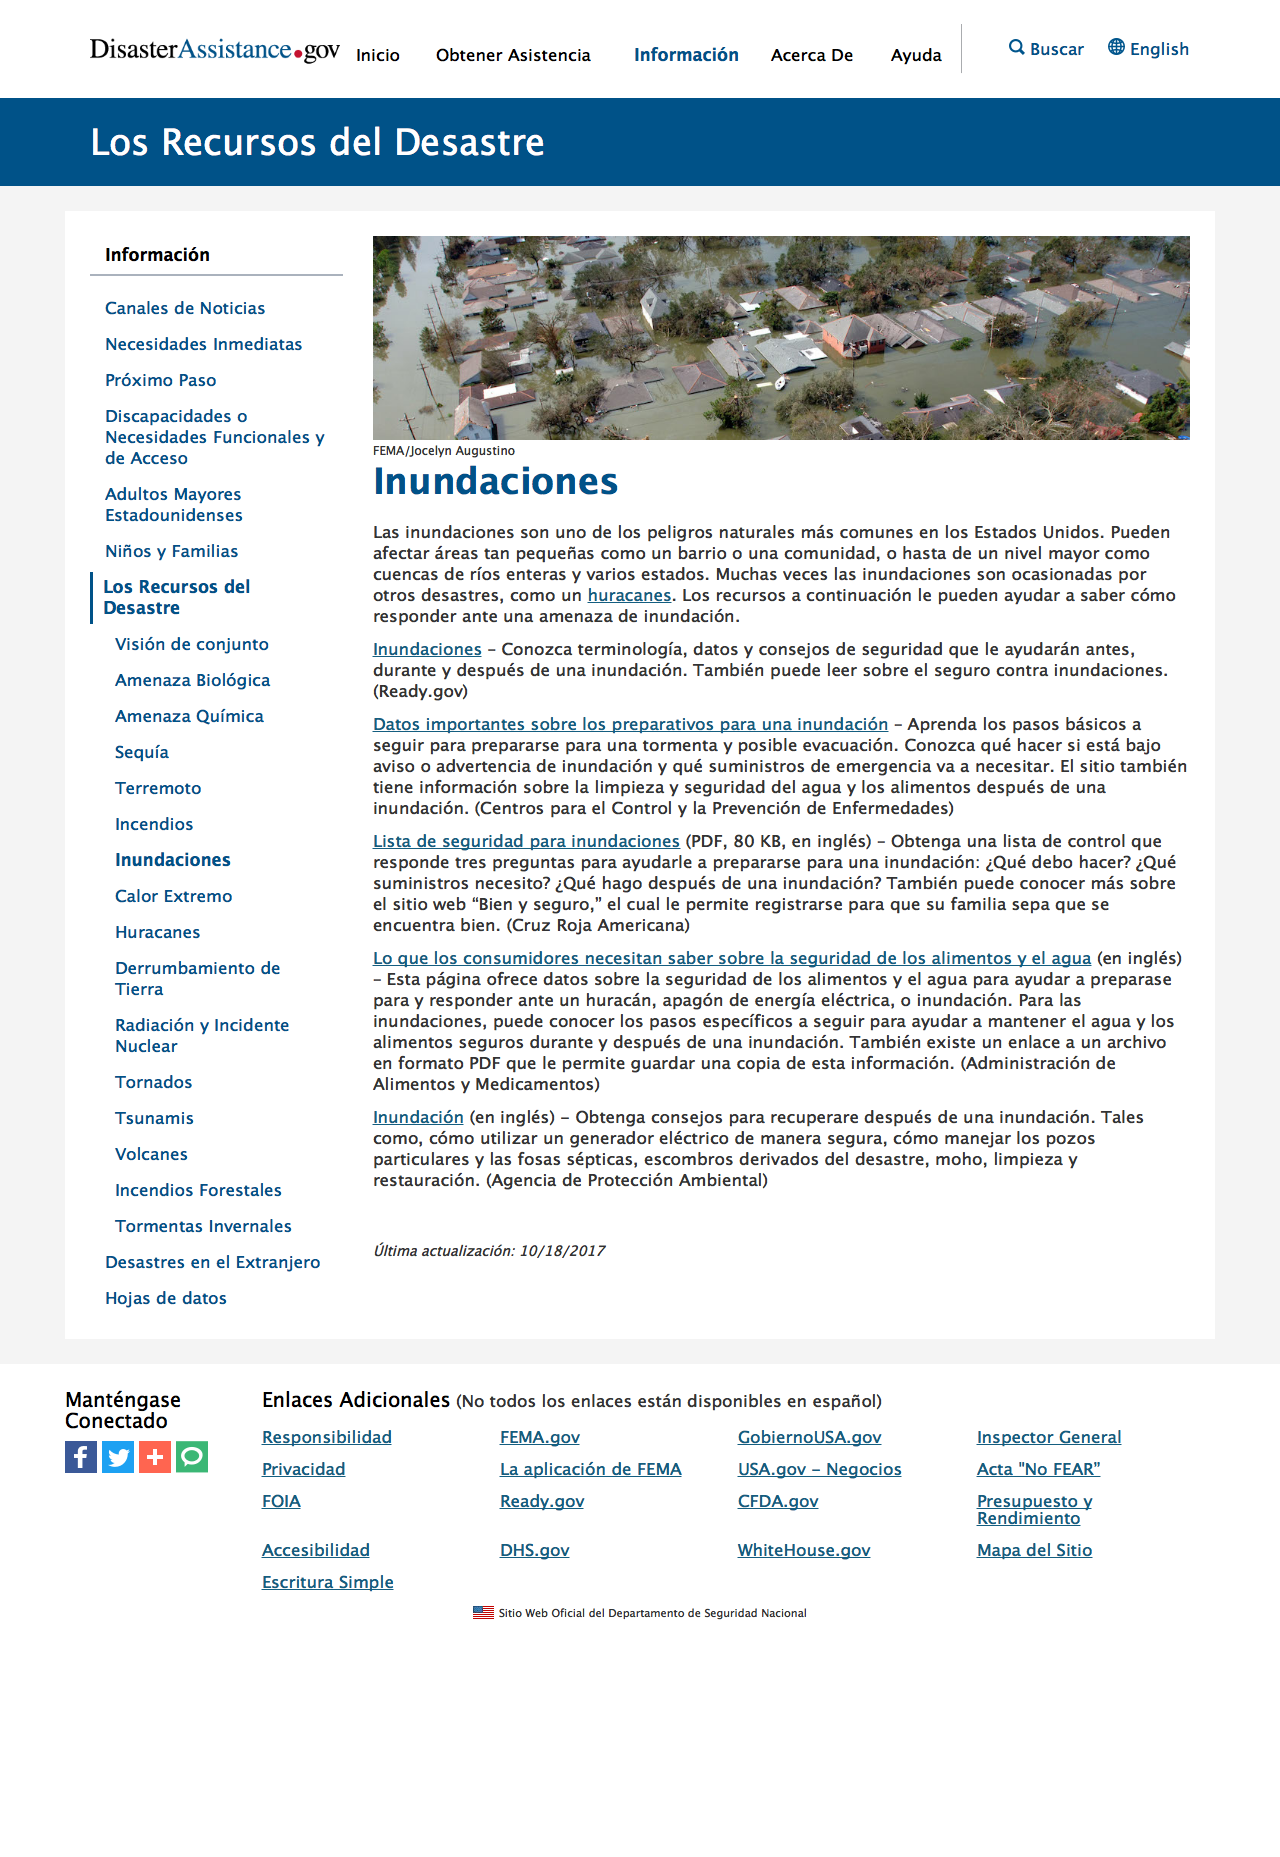 DisasterAssistance.gov
Inicio
Obtener Asistencia
Información
Acerca De
Ayuda
Buscar
English
Los Recursos del Desastre
Información
Canales de Noticias
Necesidades Inmediatas
Próximo Paso
Discapacidades o
Necesidades Funcionales y
de Acceso
Adultos Mayores
Estadounidenses
Niños y Familias
Los Recursos del
Desastre
Visión de conjunto
Amenaza Biológica
Amenaza Química
Sequía
Terremoto
Incendios
Inundaciones
Calor Extremo
Huracanes
Derrumbamiento de
Tierra
Radiación y Incidente
Nuclear
Tornados
Tsunamis
Volcanes
Incendios Forestales
Tormentas Invernales
Desastres en el Extranjero
Hojas de datos
FEMA/Jocelyn Augustino
Inundaciones
Las inundaciones son uno de los peligros naturales más comunes en los Estados Unidos. Pueden
afectar áreas tan pequeñas como un barrio o una comunidad, o hasta de un nivel mayor como
cuencas de ríos enteras y varios estados. Muchas veces las inundaciones son ocasionadas por
otros desastres, como un huracanes. Los recursos a continuación le pueden ayudar a saber cómo
responder ante una amenaza de inundación.
Inundaciones – Conozca terminología, datos y consejos de seguridad que le ayudarán antes,
durante y después de una inundación. También puede leer sobre el seguro contra inundaciones.
(Ready.gov)
Datos importantes sobre los preparativos para una inundación – Aprenda los pasos básicos a
seguir para prepararse para una tormenta y posible evacuación. Conozca qué hacer si está bajo
aviso o advertencia de inundación y qué suministros de emergencia va a necesitar. El sitio también
tiene información sobre la limpieza y seguridad del agua y los alimentos después de una
inundación. (Centros para el Control y la Prevención de Enfermedades)
Lista de seguridad para inundaciones (PDF, 80 KB, en inglés) – Obtenga una lista de control que
responde tres preguntas para ayudarle a prepararse para una inundación: ¿Qué debo hacer? ¿Qué
suministros necesito? ¿Qué hago después de una inundación? También puede conocer más sobre
el sitio web “Bien y seguro,” el cual le permite registrarse para que su familia sepa que se
encuentra bien. (Cruz Roja Americana)
Lo que los consumidores necesitan saber sobre la seguridad de los alimentos y el agua (en inglés)
– Esta página ofrece datos sobre la seguridad de los alimentos y el agua para ayudar a preparase
para y responder ante un huracán, apagón de energía eléctrica, o inundación. Para las
inundaciones, puede conocer los pasos específicos a seguir para ayudar a mantener el agua y los
alimentos seguros durante y después de una inundación. También existe un enlace a un archivo
en formato PDF que le permite guardar una copia de esta información. (Administración de
Alimentos y Medicamentos)
Inundación (en inglés) - Obtenga consejos para recuperare después de una inundación. Tales
como, cómo utilizar un generador eléctrico de manera segura, cómo manejar los pozos
particulares y las fosas sépticas, escombros derivados del desastre, moho, limpieza y
restauración. (Agencia de Protección Ambiental)
Última actualización: 10/18/2017
Manténgase
Conectado
Enlaces Adicionales (No todos los enlaces están disponibles en español)
Responsibilidad
FEMA.gov
GobiernoUSA.gov
Inspector General
Privacidad
La aplicación de FEMA
USA.gov - Negocios
Acta "No FEAR”
FOIA
Ready.gov
CFDA.gov
Presupuesto y
Rendimiento
Accesibilidad
DHS.gov
WhiteHouse.gov
Mapa del Sitio
Escritura Simple
Sitio Web Oficial del Departamento de Seguridad Nacional